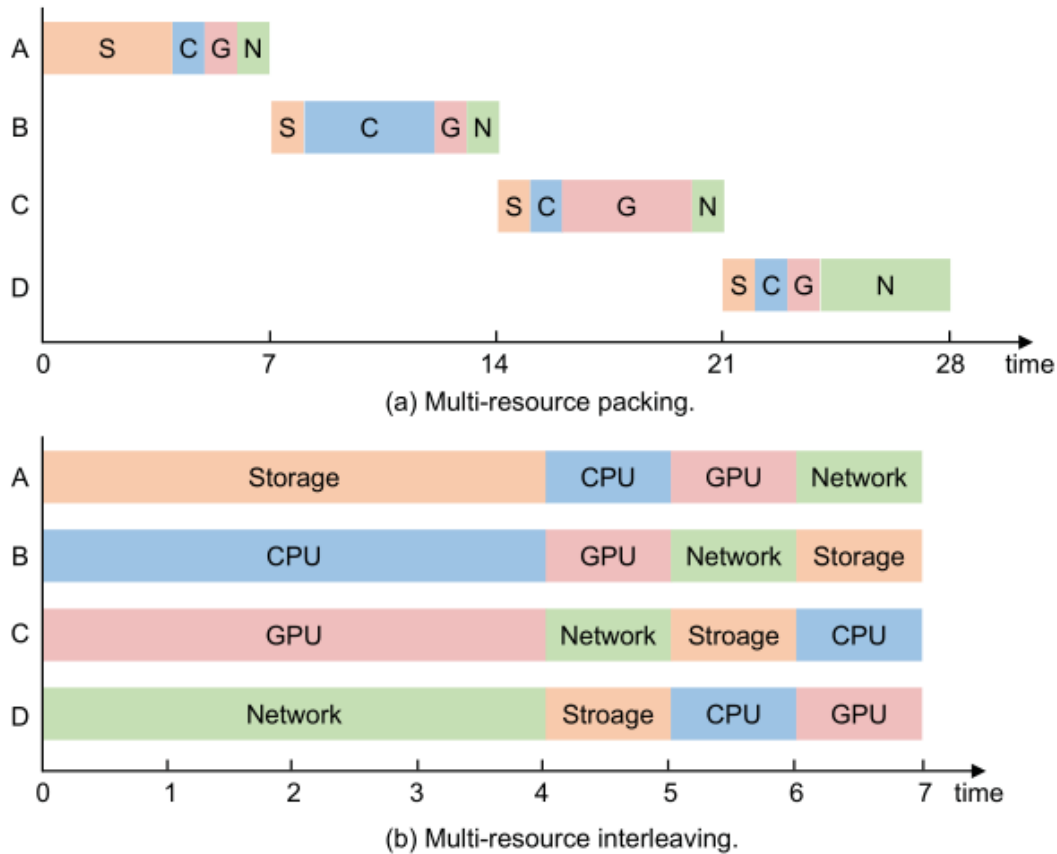 A S C G N
B S C G N
C S C G N
D S C G N
0 7 14 21 28 time
(a) Multi-resource packing.
A Storage CPU GPU Network
B CPU GPU Network Storage
C GPU Network Stroage CPU
D Network Stroage CPU GPU
0 1 2 3 4 5 6 7 time
(b) Multi-resource interleaving.